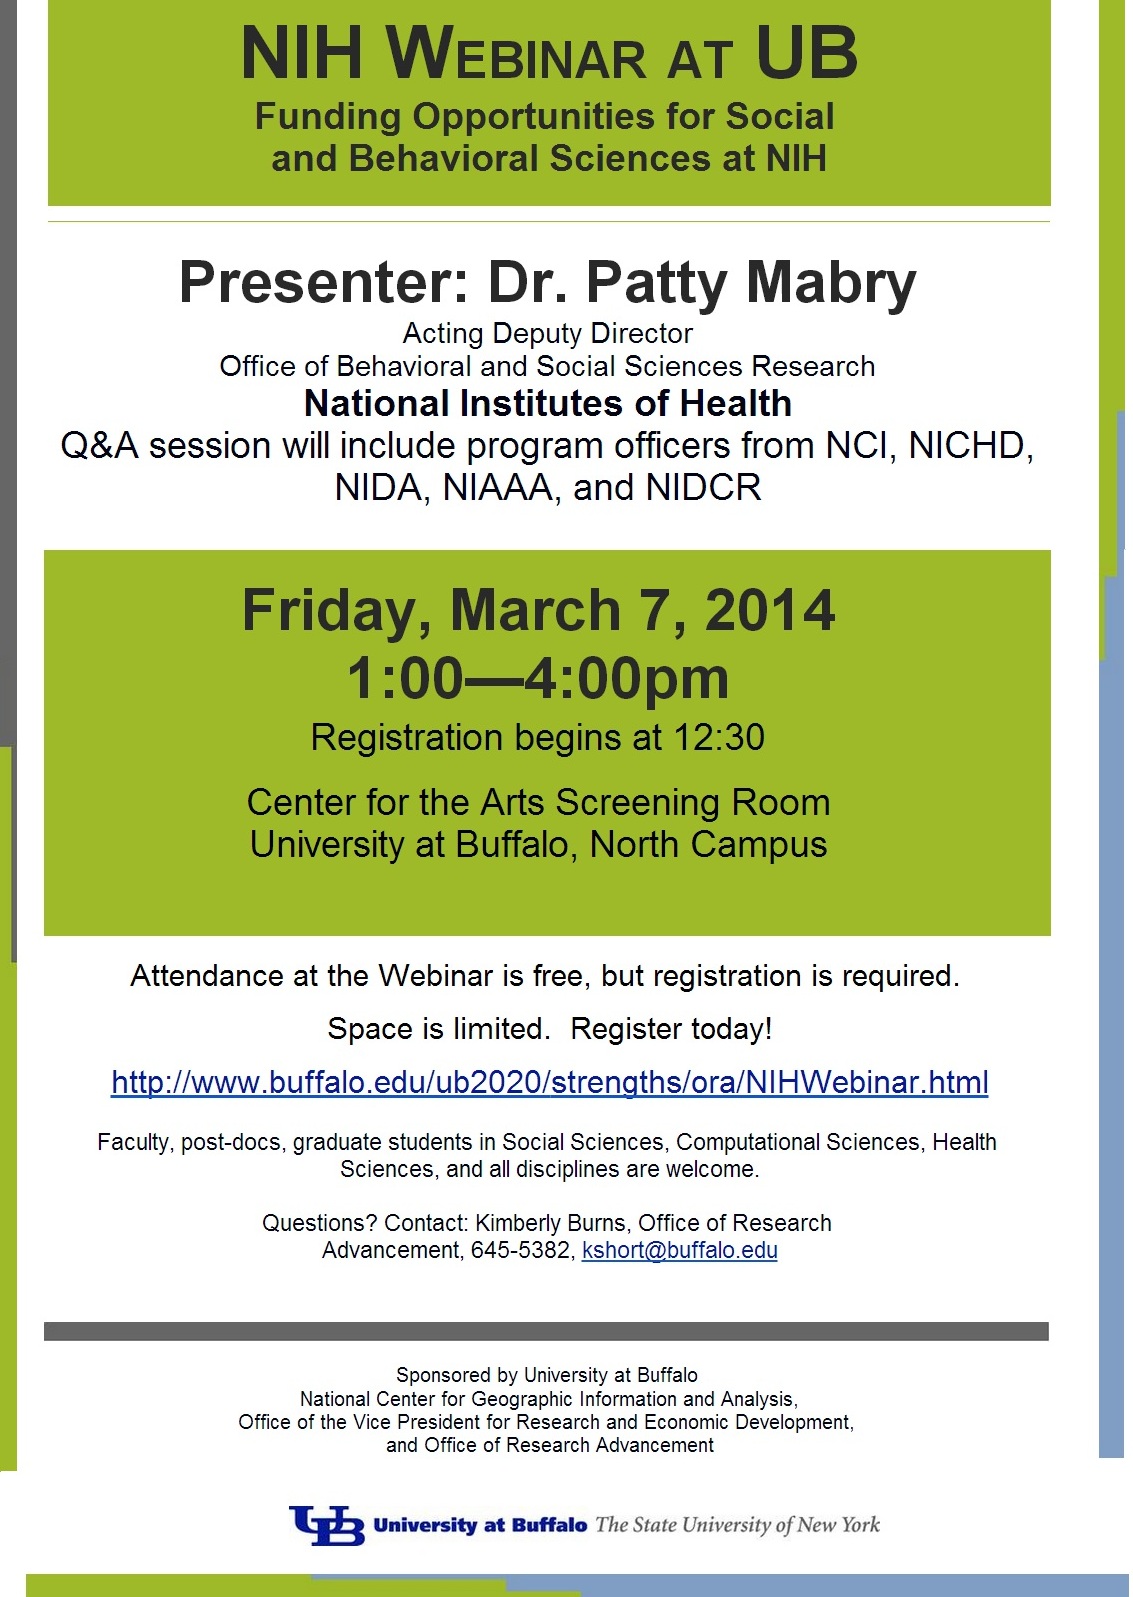 NIH WEBINAR AT UB
Funding Opportunities for Social
and Behavioral Sciences at NIH
Presenter: Dr. Patty Mabry
Acting Deputy Director
Office of Behavioral and Social Sciences Research
National Institutes of Health
Q&A session will include program officers from NCI, NICHD,
NIDA, NIAAA, and NIDCR
Friday, March 7, 2014
1:00—4:00pm
Registration begins at 12:30
Center for the Arts Screening Room
University at Buffalo, North Campus
Attendance at the Webinar is free, but registration is required.
Space is limited.  Register today!
http://www.buffalo.edu/ub2020/strengths/ora/NIHWebinar.html
Faculty, post-docs, graduate students in Social Sciences, Computational Sciences, Health
Sciences, and all disciplines are welcome.
Questions? Contact: Kimberly Burns, Office of Research
Advancement, 645-5382, kshort@buffalo.edu
Sponsored by University at Buffalo
National Center for Geographic Information and Analysis,
Office of the Vice President for Research and Economic Development,
and Office of Research Advancement
UB University at Buffalo The State University of New York